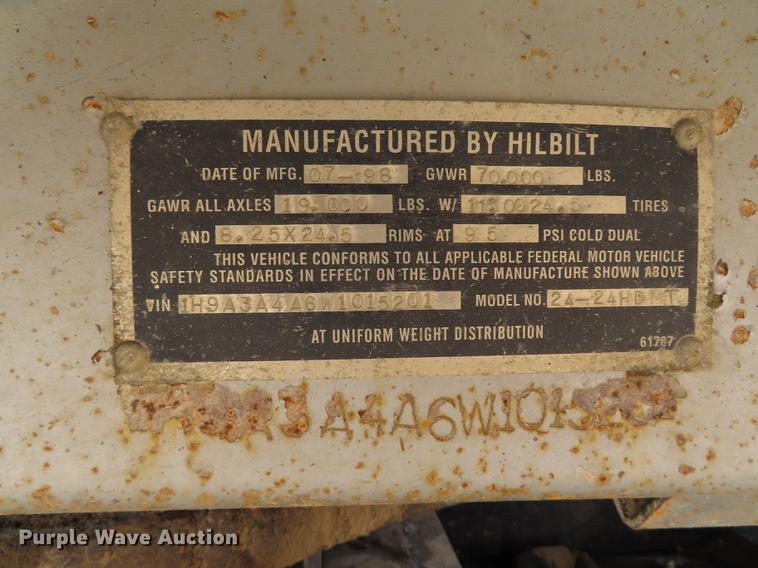 MANUFACTURED BY HILBILT
DATE OF MFG. 07-98 GVWR 70,000 LBS.
GAWR ALL AXLES 19,000 LBS. W/ 11.0024.5 TIRES
AND 8.25X24.5 RIMS AT 95 PSI COLD DUAL
THIS VEHICLE CONFORMS TO ALL APPLICABLE FEDERAL MOTOR VEHICLE
SAFETY STANDARDS IN EFFECT ON THE DATE OF MANUFACTURE SHOWN ABOVE
VIN 1H9A3A4A6W1015201 MODEL NO. 24-24HDMT
AT UNIFORM WEIGHT DISTRIBUTION
61767
1H9A3A4A6W1015201
Purple Wave Auction